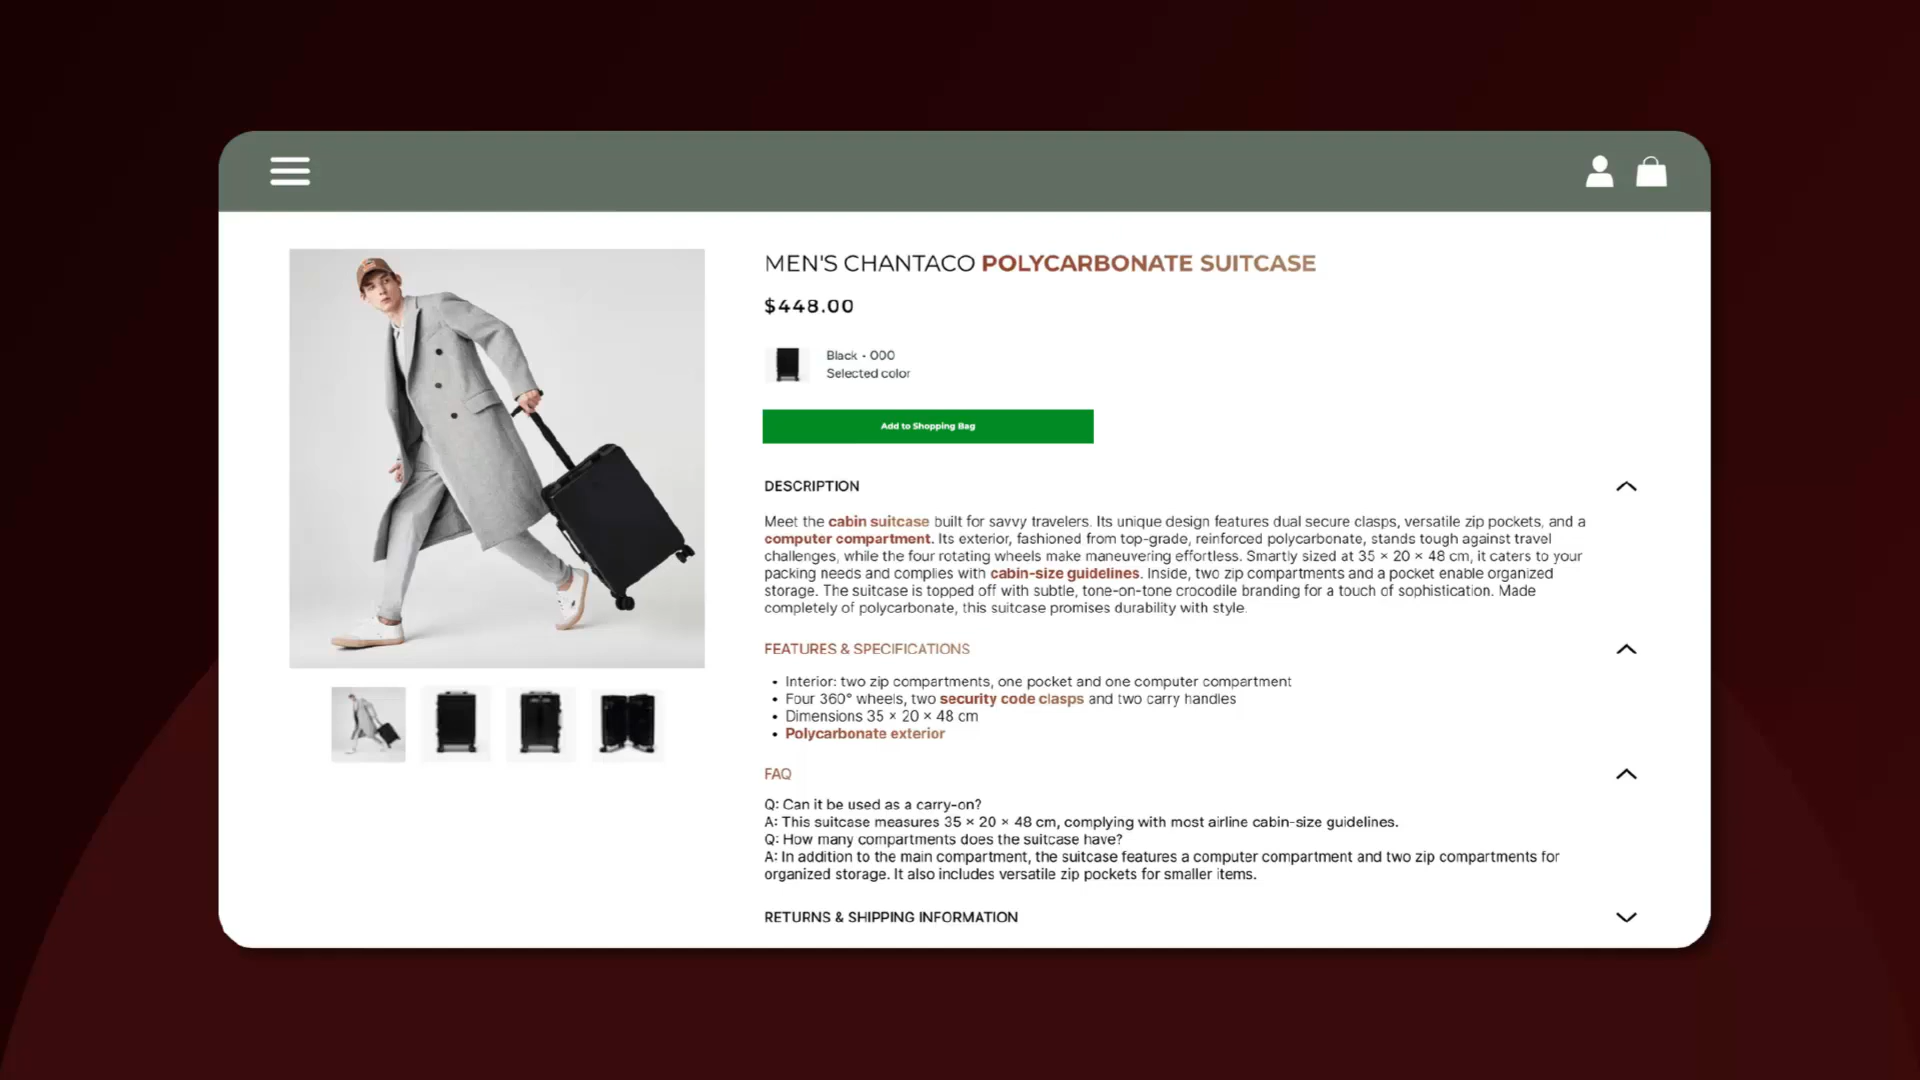 MEN'S CHANTACO POLYCARBONATE SUITCASE
$448.00
Black - 000
Selected color
Add to Shopping Bag
DESCRIPTION
Meet the cabin suitcase built for savvy travelers. Its unique design features dual secure clasps, versatile zip pockets, and a
computer compartment. Its exterior, fashioned from top-grade, reinforced polycarbonate, stands tough against travel
challenges, while the four rotating wheels make maneuvering effortless. Smartly sized at 35 × 20 × 48 cm, it caters to your
packing needs and complies with cabin-size guidelines. Inside, two zip compartments and a pocket enable organized
storage. The suitcase is topped off with subtle, tone-on-tone crocodile branding for a touch of sophistication. Made
completely of polycarbonate, this suitcase promises durability with style.
FEATURES & SPECIFICATIONS
• Interior: two zip compartments, one pocket and one computer compartment
• Four 360° wheels, two security code clasps and two carry handles
• Dimensions 35 × 20 × 48 cm
• Polycarbonate exterior
FAQ
Q: Can it be used as a carry-on?
A: This suitcase measures 35 × 20 × 48 cm, complying with most airline cabin-size guidelines.
Q: How many compartments does the suitcase have?
A: In addition to the main compartment, the suitcase features a computer compartment and two zip compartments for
organized storage. It also includes versatile zip pockets for smaller items.
RETURNS & SHIPPING INFORMATION